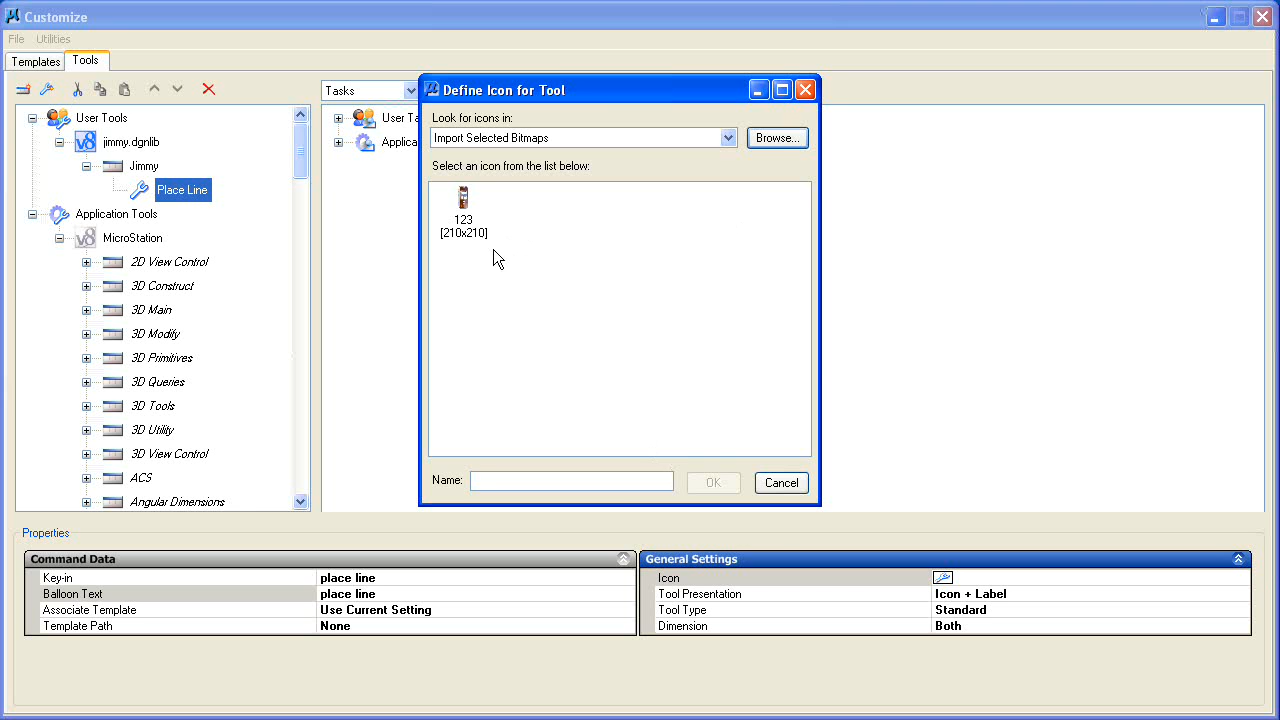 Customize
File Utilities
Templates Tools
Tasks
User Tools
jimmy.dgnlib
Jimmy
Place Line
Application Tools
v8 MicroStation
2D View Control
3D Construct
3D Main
3D Modify
3D Primitives
3D Queries
3D Tools
3D Utility
3D View Control
ACS
Angular Dimensions
User Ta
Applica
Define Icon for Tool
Look for icons in:
Import Selected Bitmaps Browse...
Select an icon from the list below:
123
[210x210]
Name: OK Cancel
Properties
Command Data
Key-in place line
Balloon Text place line
Associate Template Use Current Setting
Template Path None
General Settings
Icon
Tool Presentation Icon + Label
Tool Type Standard
Dimension Both